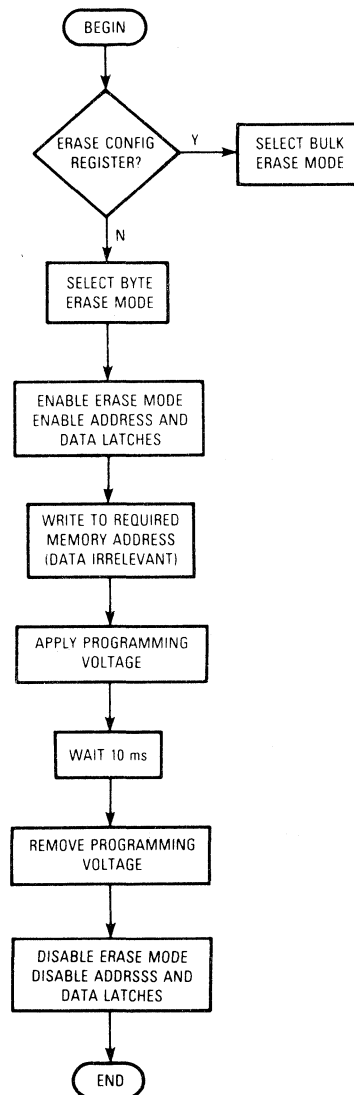 BEGIN
ERASE CONFIG
REGISTER?
Y
SELECT BULK
ERASE MODE
N
SELECT BYTE
ERASE MODE
ENABLE ERASE MODE
ENABLE ADDRESS AND
DATA LATCHES
WRITE TO REQUIRED
MEMORY ADDRESS
(DATA IRRELEVANT)
APPLY PROGRAMMING
VOLTAGE
WAIT 10 ms
REMOVE PROGRAMMING
VOLTAGE
DISABLE ERASE MODE
DISABLE ADDRSSS AND
DATA LATCHES
END